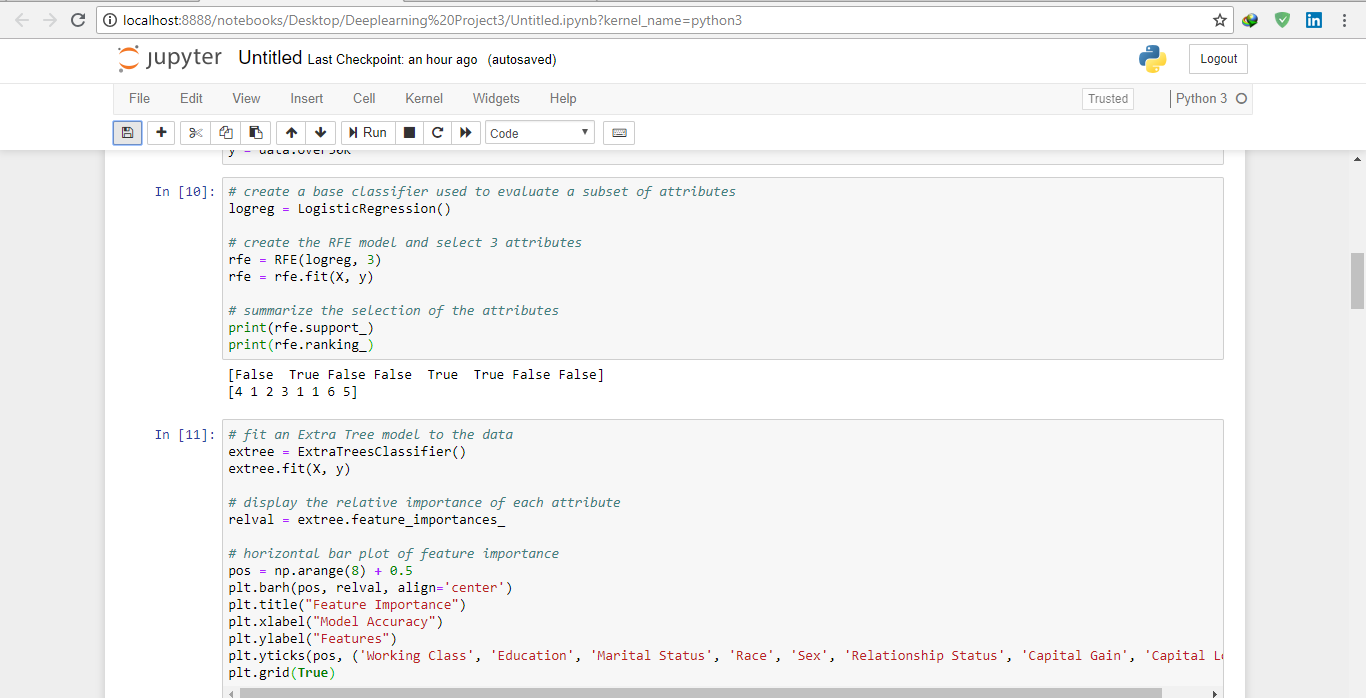 localhost:8888/notebooks/Desktop/Deeplearning%20Project3/Untitled.ipynb?kernel_name=python3
jupyter Untitled Last Checkpoint: an hour ago (autosaved)
Logout
File Edit View Insert Cell Kernel Widgets Help Trusted Python 3
Run Code
y = data.over50K
In [10]: # create a base classifier used to evaluate a subset of attributes
logreg = LogisticRegression()
# create the RFE model and select 3 attributes
rfe = RFE(logreg, 3)
rfe = rfe.fit(X, y)
# summarize the selection of the attributes
print(rfe.support_)
print(rfe.ranking_)
[False  True False False  True  True False False]
[4 1 2 3 1 1 6 5]
In [11]: # fit an Extra Tree model to the data
extree = ExtraTreesClassifier()
extree.fit(X, y)
# display the relative importance of each attribute
relval = extree.feature_importances_
# horizontal bar plot of feature importance
pos = np.arange(8) + 0.5
plt.barh(pos, relval, align='center')
plt.title("Feature Importance")
plt.xlabel("Model Accuracy")
plt.ylabel("Features")
plt.yticks(pos, ('Working Class', 'Education', 'Marital Status', 'Race', 'Sex', 'Relationship Status', 'Capital Gain', 'Capital
plt.grid(True)